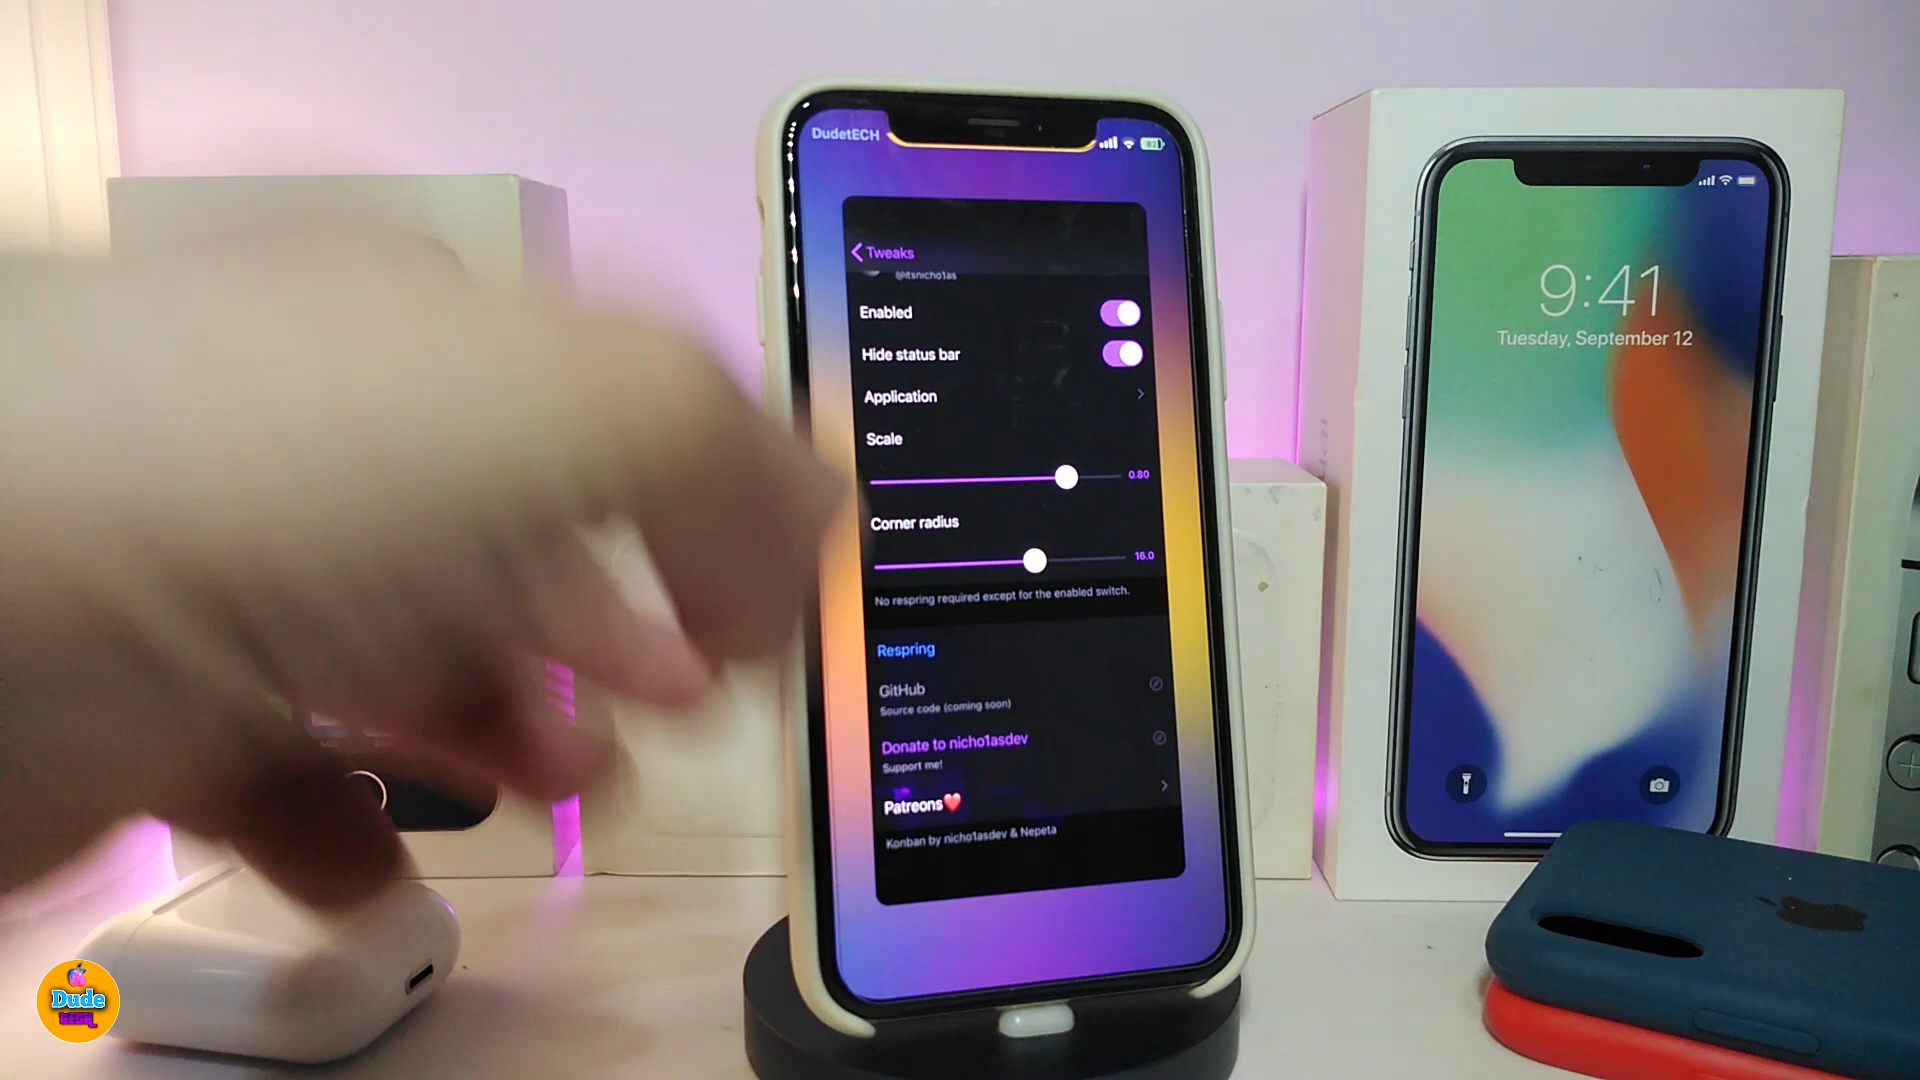 DudetECH
Tweaks
@itsnicho1as
Enabled
Hide status bar
Application
Scale
0.80
Corner radius
16.0
No respring required except for the enabled switch.
Respring
GitHub
Source code (coming soon)
Donate to nicho1asdev
Support me!
Patreons❤️
Konban by nicho1asdev & Nepeta
9:41
Tuesday, September 12
Dude
TECH